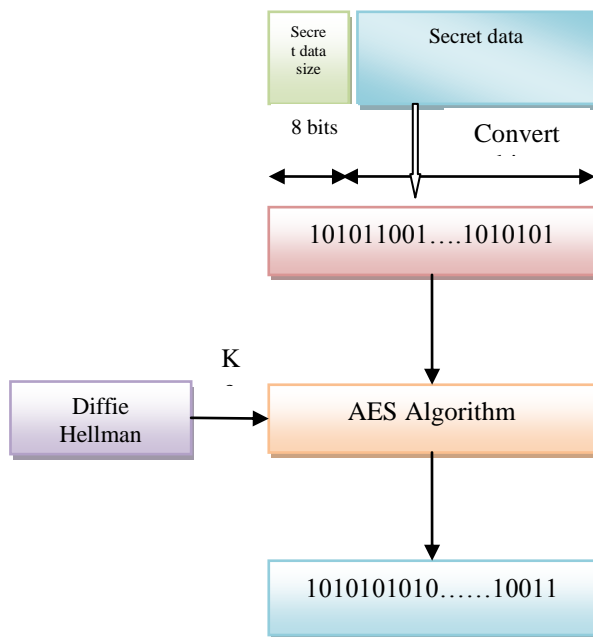 Secre
t data
size
Secret data
8 bits
Convert
101011001....1010101
K
Diffie
Hellman
AES Algorithm
1010101010......10011